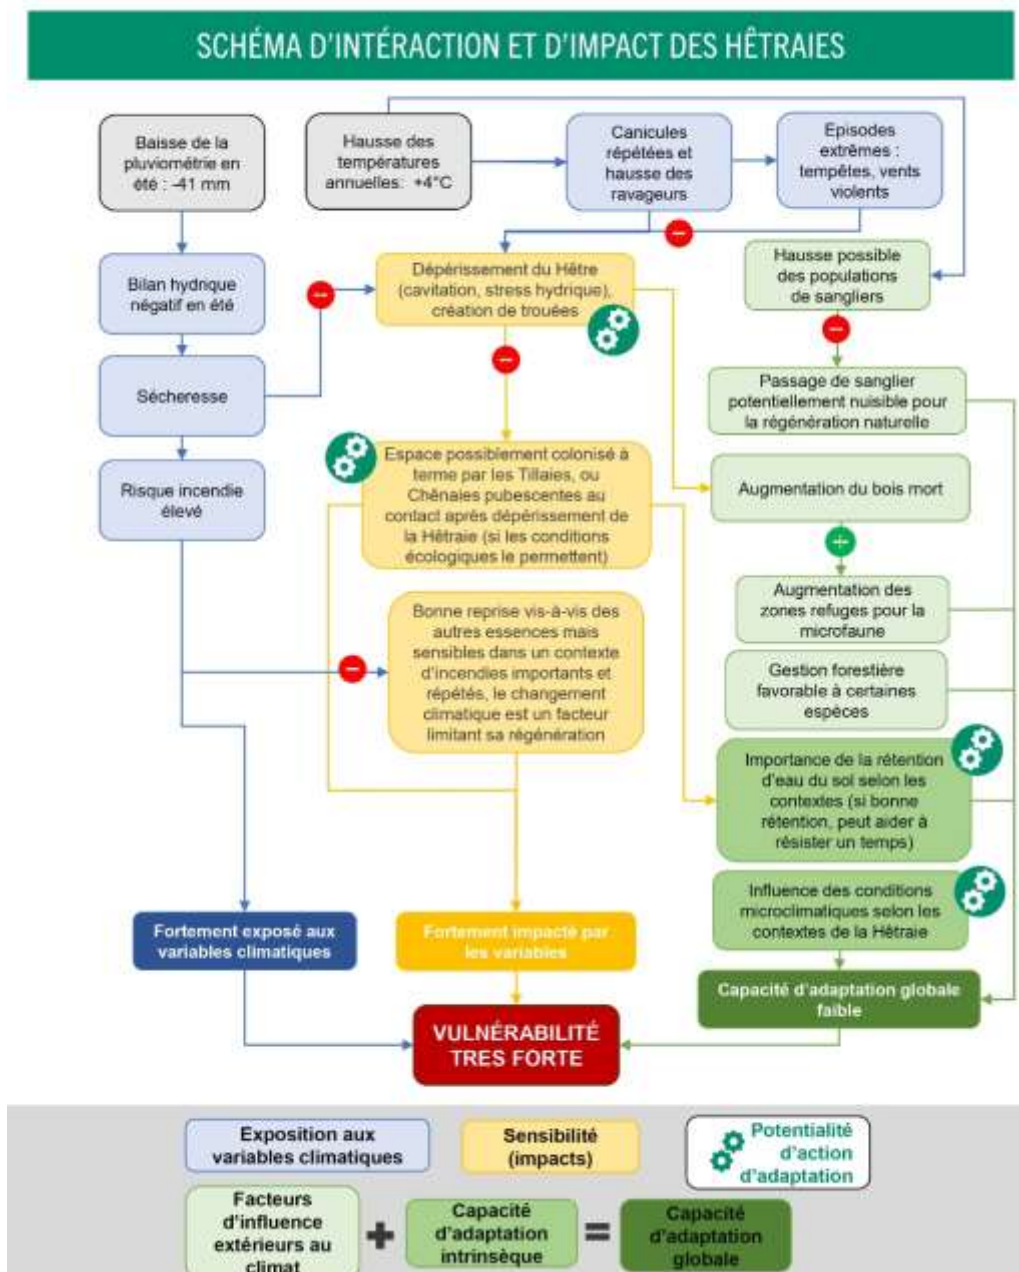 SCHÉMA D'INTÉRACTION ET D'IMPACT DES HÊTRAIES
Baisse de la
pluviométrie en
été : -41 mm
Hausse des
températures
annuelles: +4°C
Canicules
répétées et
hausse des
ravageurs
Episodes
extrêmes :
tempêtes, vents
violents
Bilan hydrique
négatif en été
Dépérissement du Hêtre
(cavitation, stress hydrique),
création de trouées
Hausse possible
des populations
de sangliers
Sécheresse
Passage de sanglier
potentiellement nuisible pour
la régénération naturelle
Risque incendie
élevé
Espace possiblement colonisé à
terme par les Tillaies, ou
Chênaies pubescentes au
contact après dépérissement de
la Hêtraie (si les conditions
écologiques le permettent)
Augmentation du bois mort
Augmentation des
zones refuges pour la
microfaune
Bonne reprise vis-à-vis des
autres essences mais
sensibles dans un contexte
d'incendies importants et
répétés, le changement
climatique est un facteur
limitant sa régénération
Gestion forestière
favorable à certaines
espèces
Importance de la rétention
d'eau du sol selon les
contextes (si bonne
rétention, peut aider à
résister un temps)
Influence des conditions
microclimatiques selon les
contextes de la Hêtraie
Fortement exposé aux
variables climatiques
Fortement impacté par
les variables
Capacité d'adaptation globale
faible
VULNÉRABILITÉ
TRES FORTE
Exposition aux
variables climatiques
Sensibilité
(impacts)
Potentialité
d'action
d'adaptation
Facteurs
d'influence
extérieurs au
climat
Capacité
d'adaptation
intrinsèque
Capacité
d'adaptation
globale